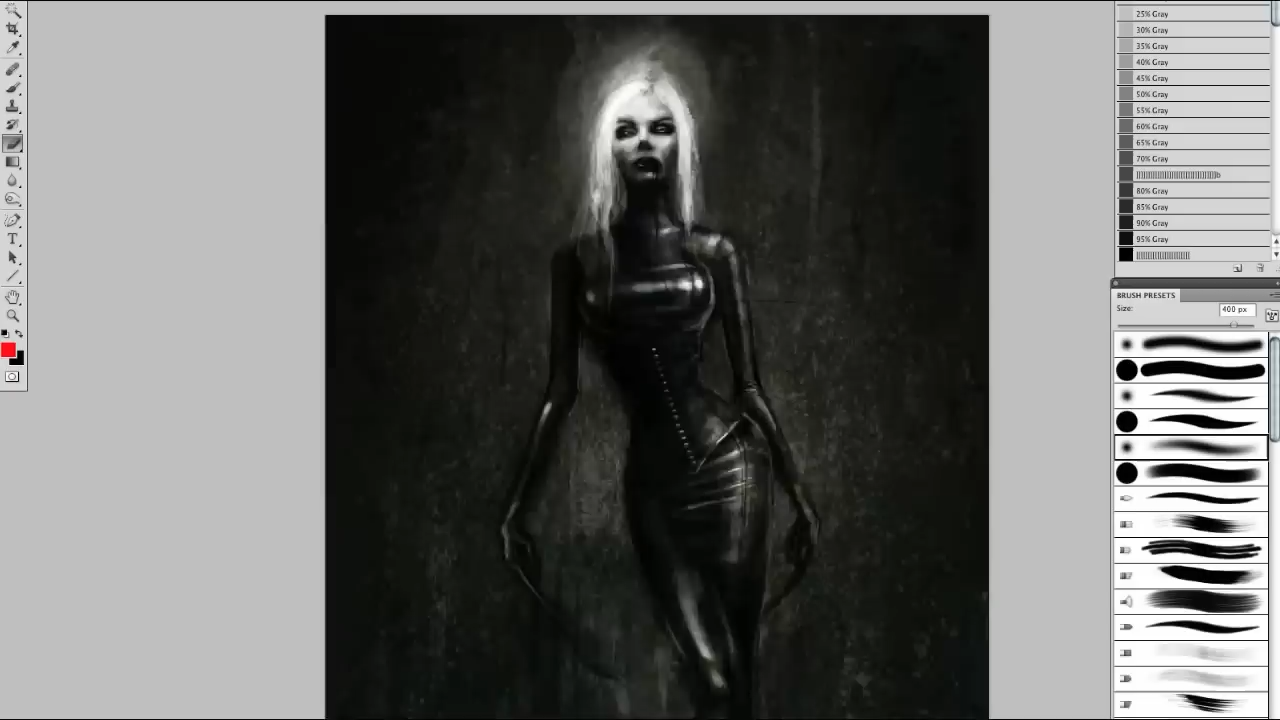 25% Gray
30% Gray
35% Gray
40% Gray
45% Gray
50% Gray
55% Gray
60% Gray
65% Gray
70% Gray
80% Gray
85% Gray
90% Gray
95% Gray
BRUSH PRESETS
Size:
400 px